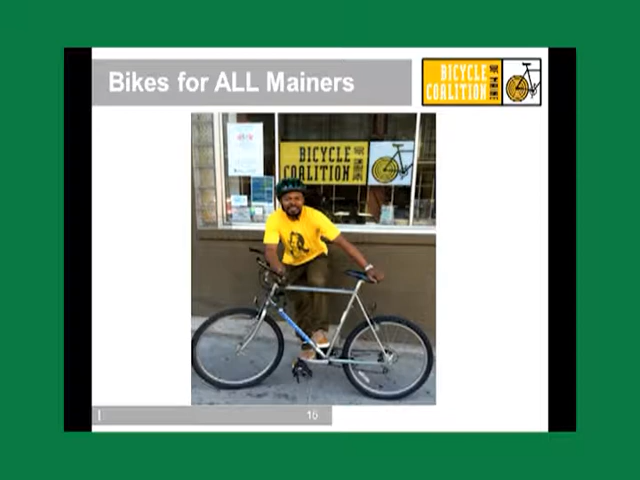 Bikes for ALL Mainers
BICYCLE
COALITION
BICYCLE
COALITION
16